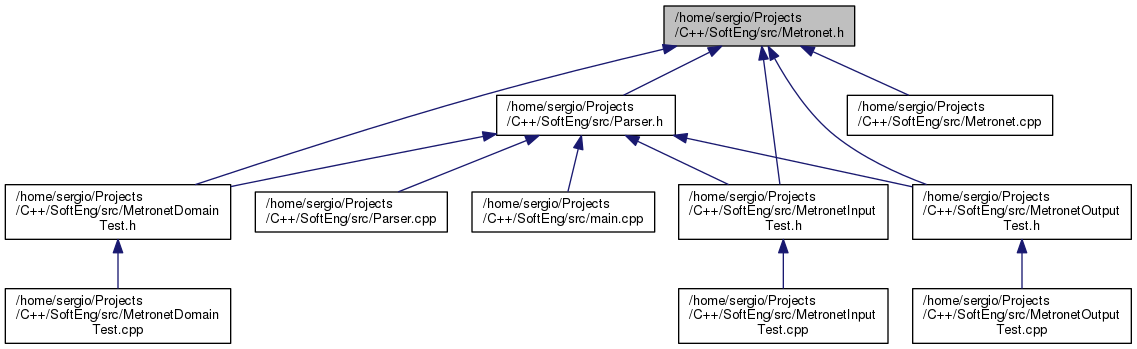 /home/sergio/Projects
/C++/SoftEng/src/Metronet.h
/home/sergio/Projects
/C++/SoftEng/src/Parser.h
/home/sergio/Projects
/C++/SoftEng/src/Metronet.cpp
/home/sergio/Projects
/C++/SoftEng/src/MetronetDomain
Test.h
/home/sergio/Projects
/C++/SoftEng/src/Parser.cpp
/home/sergio/Projects
/C++/SoftEng/src/main.cpp
/home/sergio/Projects
/C++/SoftEng/src/MetronetInput
Test.h
/home/sergio/Projects
/C++/SoftEng/src/MetronetOutput
Test.h
/home/sergio/Projects
/C++/SoftEng/src/MetronetDomain
Test.cpp
/home/sergio/Projects
/C++/SoftEng/src/MetronetInput
Test.cpp
/home/sergio/Projects
/C++/SoftEng/src/MetronetOutput
Test.cpp